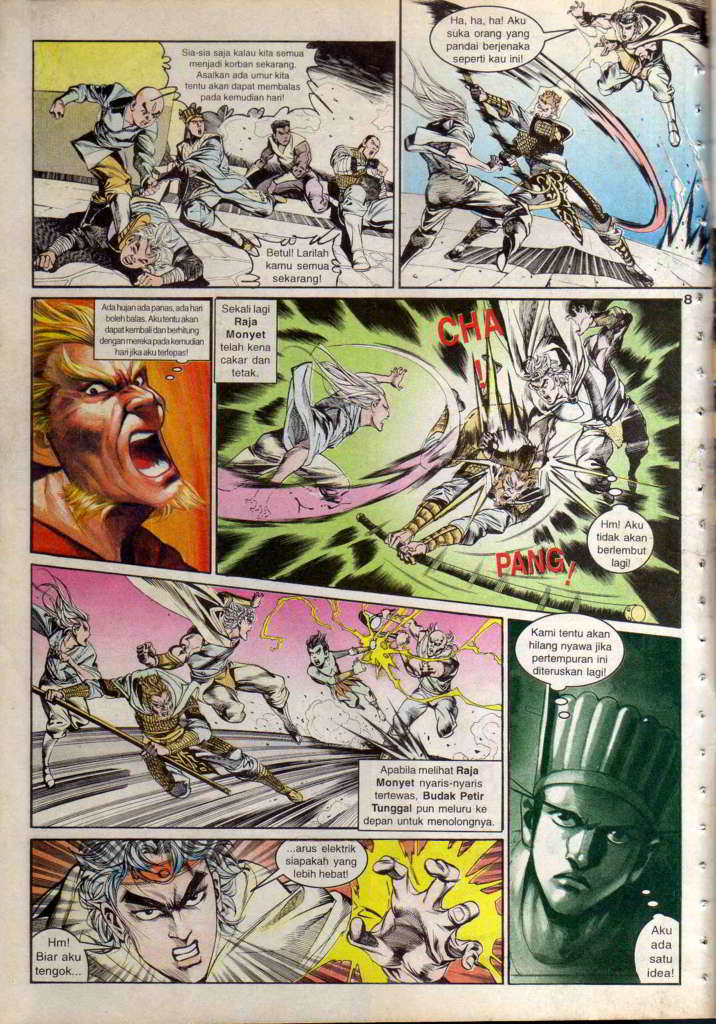 Sia-sia saja kalau kita semua
menjadi korban sekarang.
Asalkan ada umur kita
tentu akan dapat membalas
pada kemudian hari!
Betul! Larilah
kamu semua
sekarang!
Ha, ha, ha! Aku
suka orang yang
pandai berjenaka
seperti kau ini!
8
Ada hujan ada panas, ada hari
boleh balas. Aku tentu akan
dapat kembali dan berhitung
dengan mereka pada kemudian
hari jika aku terlepas!
Sekali lagi
Raja
Monyet
telah kena
cakar dan
tetak.
CHA
!
Hm! Aku
tidak akan
berlembut
lagi!
PANG!
Apabila melihat Raja
Monyet nyaris-nyaris
tertewas, Budak Petir
Tunggal pun meluru ke
depan untuk menolongnya.
Kami tentu akan
hilang nyawa jika
pertempuran ini
diteruskan lagi!
Aku
ada
satu
idea!
Hm!
Biar aku
tengok...
...arus elektrik
siapakah yang
lebih hebat!